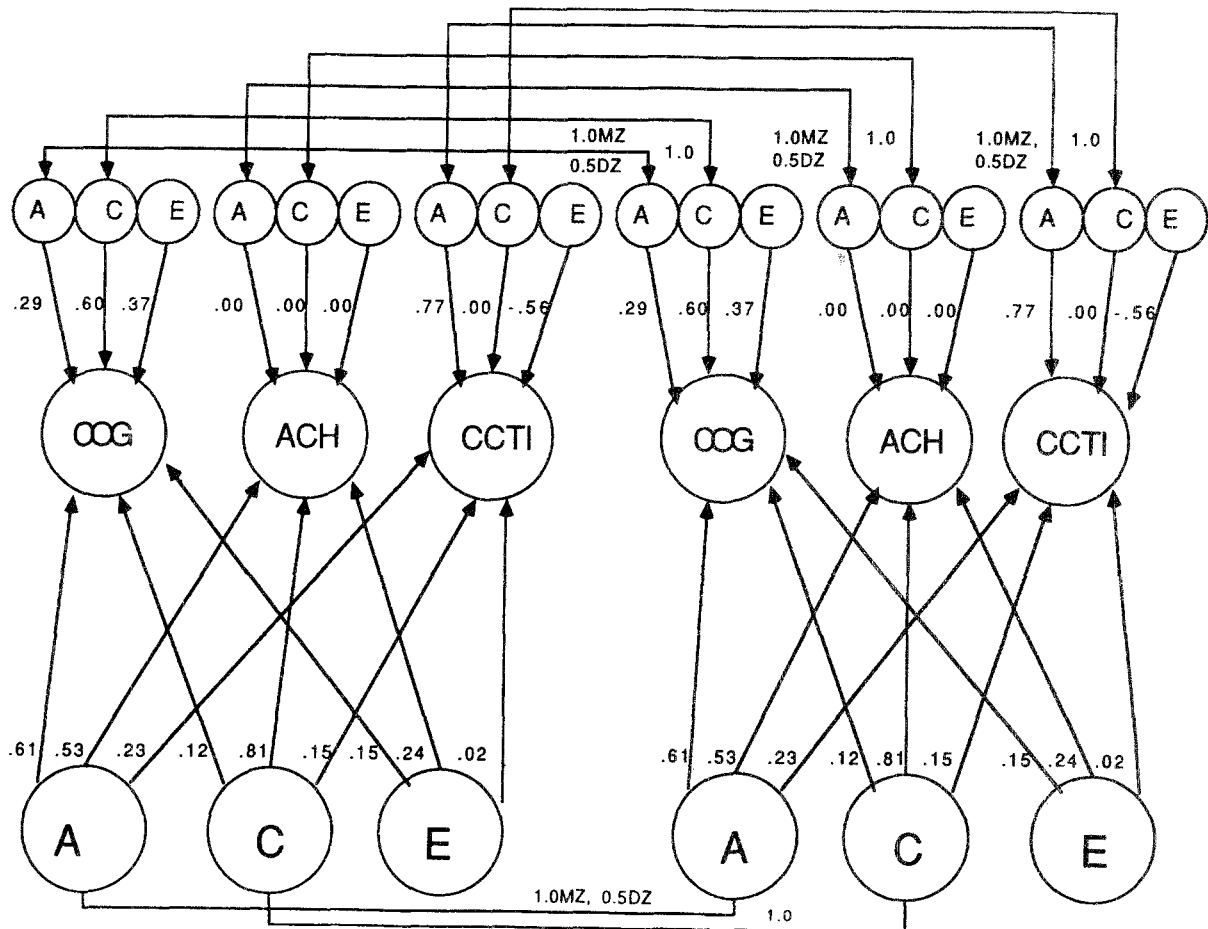 1.0MZ 1.0 1.0MZ 1.0 1.0MZ, 1.0
0.5DZ 0.5DZ 0.5DZ
A C E A C E A C E A C E A C E A C E
.29 .60 .37 .00 .00 .00 .77 .00 -.56 .29 .60 .37 .00 .00 .00 .77 .00 -.56
COG ACH CCTI COG ACH CCTI
.61 .53 .23 .12 .81 .15 .15 .24 .02 .61 .53 .23 .12 .81 .15 .15 .24 .02
A C E A C E
1.0MZ, 0.5DZ
1.0